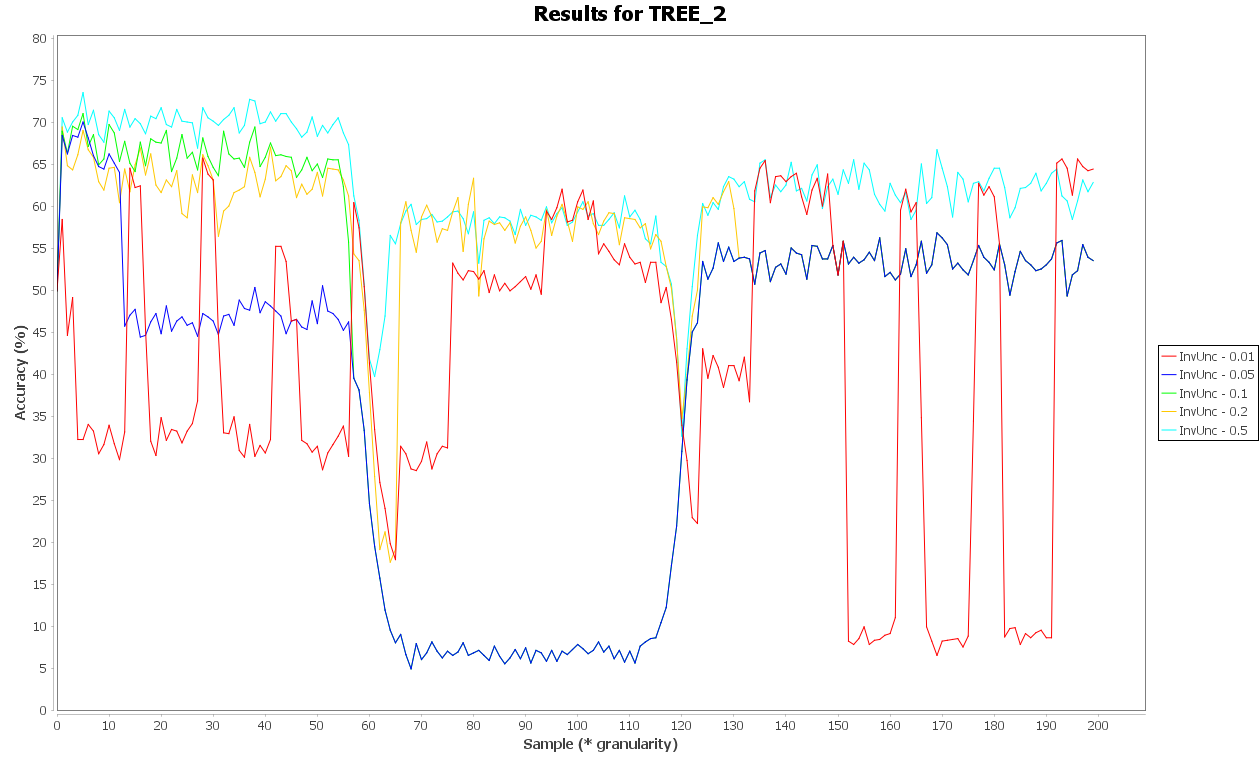 Results for TREE_2
Accuracy (%)
80
75
70
65
60
55
50
45
40
35
30
25
20
15
10
5
0
0 10 20 30 40 50 60 70 80 90 100 110 120 130 140 150 160 170 180 190 200
Sample (* granularity)
InvUnc - 0.01
InvUnc - 0.05
InvUnc - 0.1
InvUnc - 0.2
InvUnc - 0.5